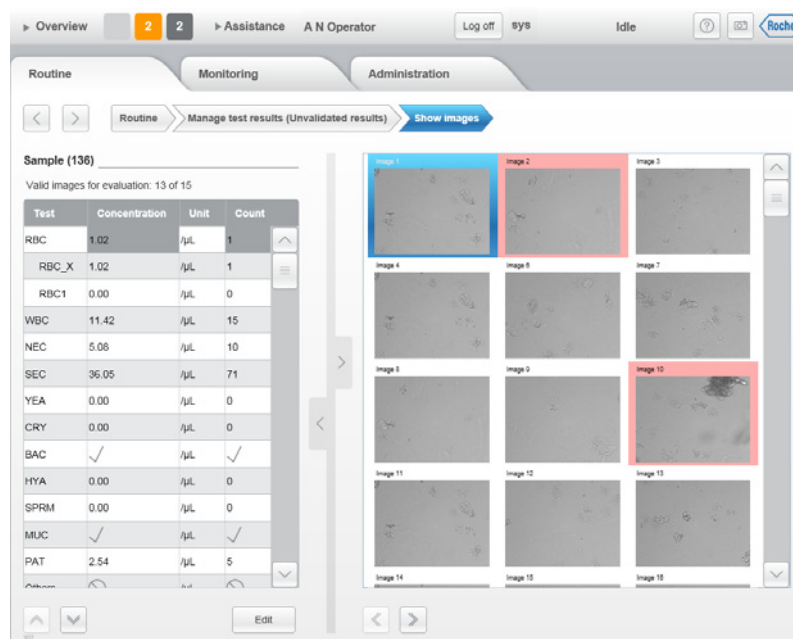 Overview
2
2
Assistance
A N Operator
Log off
sys
Idle
Roche
Routine
Monitoring
Administration
Routine
Manage test results (Unvalidated results)
Show images
Sample (136)
Valid images for evaluation: 13 of 15
Test Concentration Unit Count
RBC 1.02 /µL 1
RBC_X 1.02 /µL 1
RBC1 0.00 /µL 0
WBC 11.42 /µL 15
NEC 5.08 /µL 10
SEC 36.05 /µL 71
YEA 0.00 /µL 0
CRY 0.00 /µL 0
BAC /µL
HYA 0.00 /µL 0
SPRM 0.00 /µL 0
MUC /µL
PAT 2.54 /µL 5
Others /µL
Edit
Image 1
Image 2
Image 3
Image 4
Image 6
Image 7
Image 8
Image 9
Image 10
Image 11
Image 12
Image 13
Image 14
Image 15
Image 16